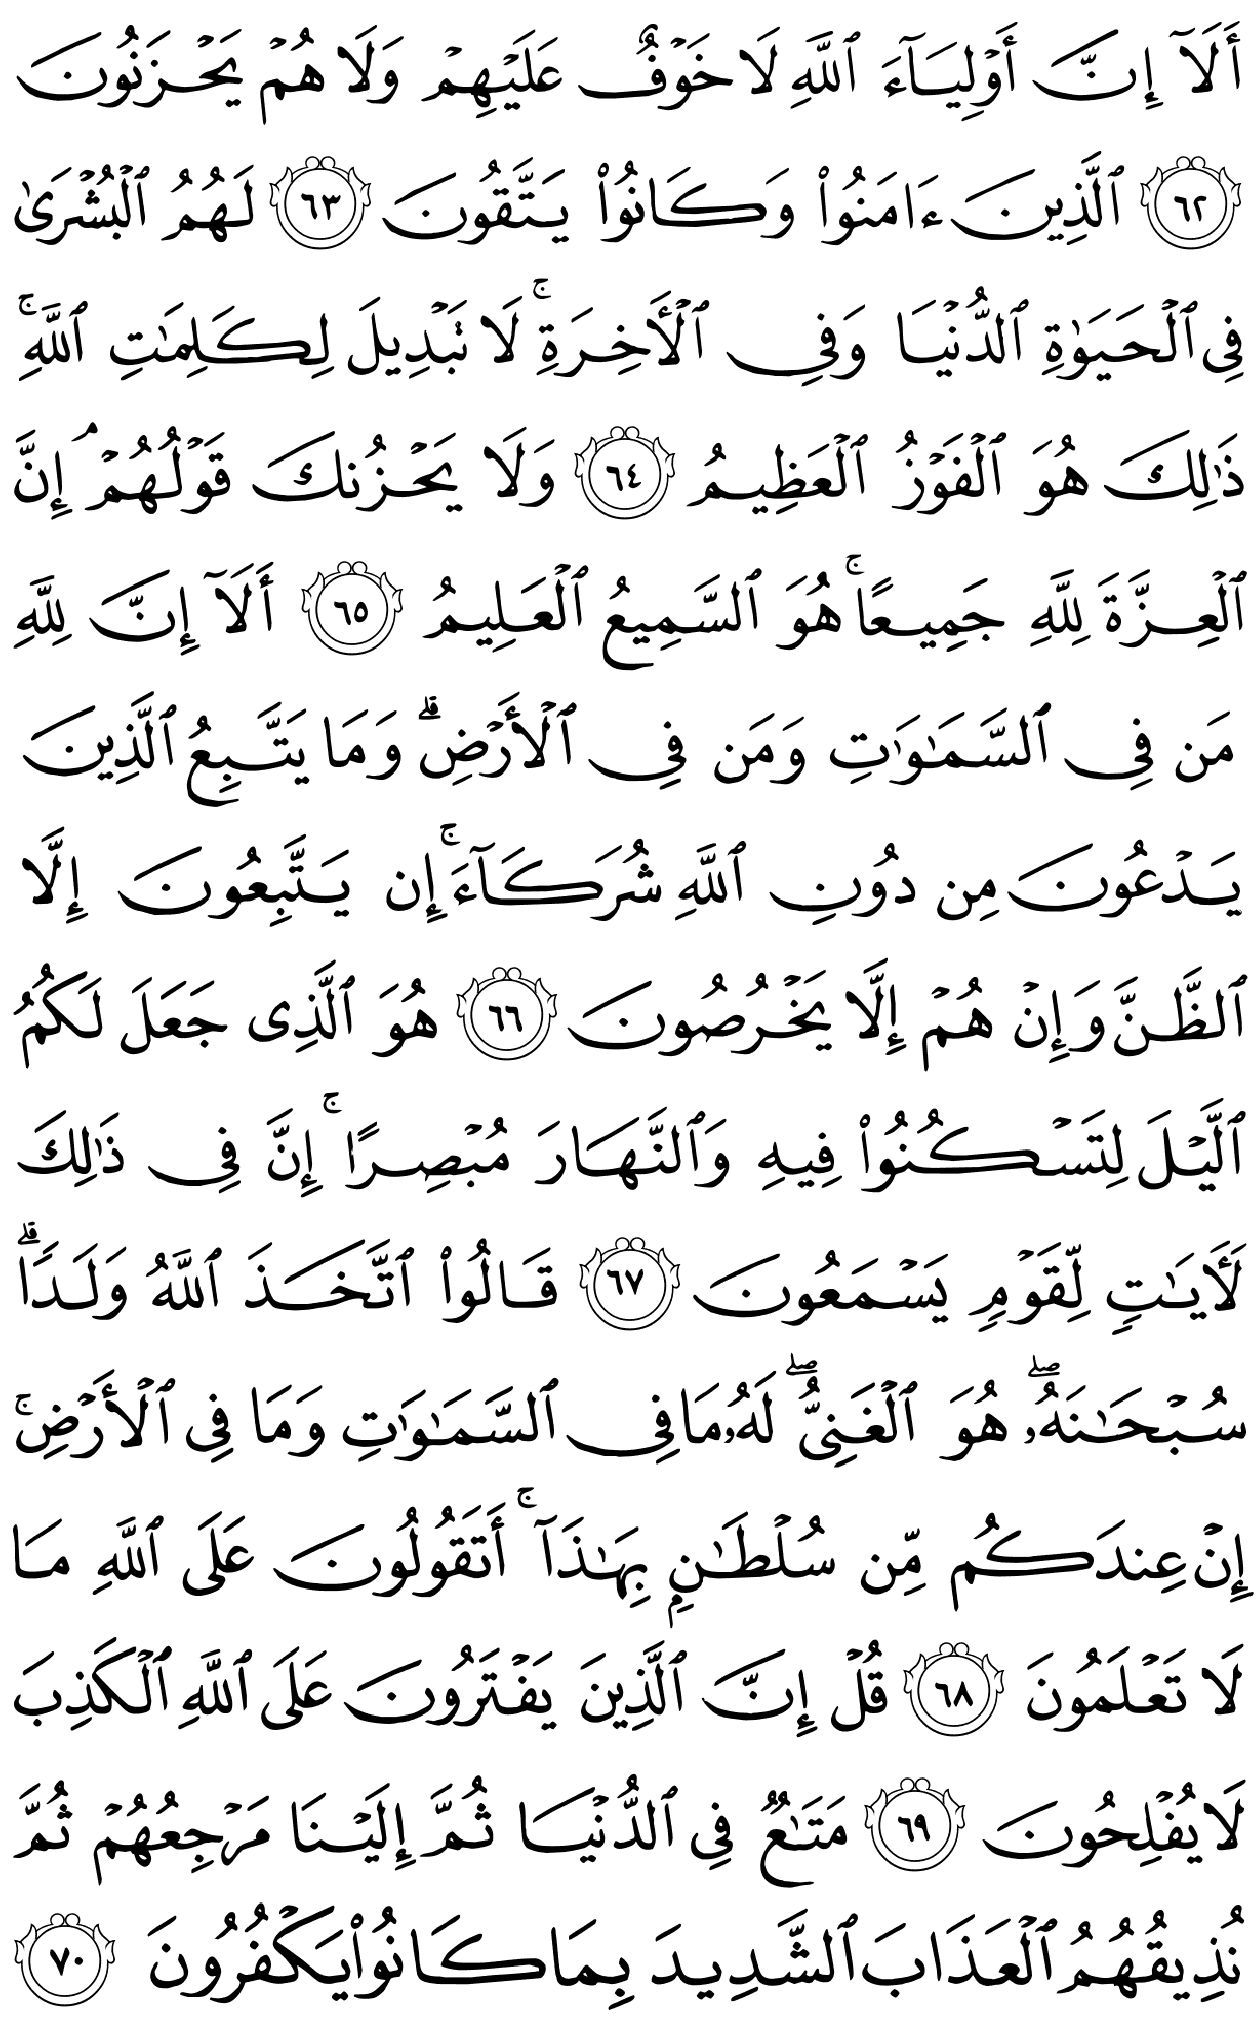 أَلَآ إِنَّ أَوۡلِيَآءَ ٱللَّهِ لَا خَوۡفٌ عَلَيۡهِمۡ وَلَا هُمۡ يَحۡزَنُونَ
٦٢ ٱلَّذِينَ ءَامَنُواْ وَكَانُواْ يَتَّقُونَ ٦٣ لَهُمُ ٱلۡبُشۡرَىٰ
فِي ٱلۡحَيَوٰةِ ٱلدُّنۡيَا وَفِي ٱلۡأَخِرَةِۚ لَا تَبۡدِيلَ لِكَلِمَٰتِ ٱللَّهِۚ
ذَٰلِكَ هُوَ ٱلۡفَوۡزُ ٱلۡعَظِيمُ ٦٤ وَلَا يَحۡزُنكَ قَوۡلُهُمۡۘ إِنَّ
ٱلۡعِزَّةَ لِلَّهِ جَمِيعًاۚ هُوَ ٱلسَّمِيعُ ٱلۡعَلِيمُ ٦٥ أَلَآ إِنَّ لِلَّهِ
مَن فِي ٱلسَّمَٰوَٰتِ وَمَن فِي ٱلۡأَرۡضِۗ وَمَا يَتَّبِعُ ٱلَّذِينَ
يَدۡعُونَ مِن دُونِ ٱللَّهِ شُرَكَآءَۚ إِن يَتَّبِعُونَ إِلَّا
ٱلظَّنَّ وَإِنۡ هُمۡ إِلَّا يَخۡرُصُونَ ٦٦ هُوَ ٱلَّذِي جَعَلَ لَكُمُ
ٱلَّيۡلَ لِتَسۡكُنُواْ فِيهِ وَٱلنَّهَارَ مُبۡصِرًاۚ إِنَّ فِي ذَٰلِكَ
لَأٓيَٰتٖ لِّقَوۡمٖ يَسۡمَعُونَ ٦٧ قَالُواْ ٱتَّخَذَ ٱللَّهُ وَلَدٗاۗ
سُبۡحَٰنَهُۥۖ هُوَ ٱلۡغَنِيُّۖ لَهُۥ مَا فِي ٱلسَّمَٰوَٰتِ وَمَا فِي ٱلۡأَرۡضِۚ
إِنۡ عِندَكُم مِّن سُلۡطَٰنِۭ بِهَٰذَآۚ أَتَقُولُونَ عَلَى ٱللَّهِ مَا
لَا تَعۡلَمُونَ ٦٨ قُلۡ إِنَّ ٱلَّذِينَ يَفۡتَرُونَ عَلَى ٱللَّهِ ٱلۡكَذِبَ
لَا يُفۡلِحُونَ ٦٩ مَتَٰعٞ فِي ٱلدُّنۡيَا ثُمَّ إِلَيۡنَا مَرۡجِعُهُمۡ ثُمَّ
نُذِيقُهُمُ ٱلۡعَذَابَ ٱلشَّدِيدَ بِمَا كَانُواْ يَكۡفُرُونَ ٧٠